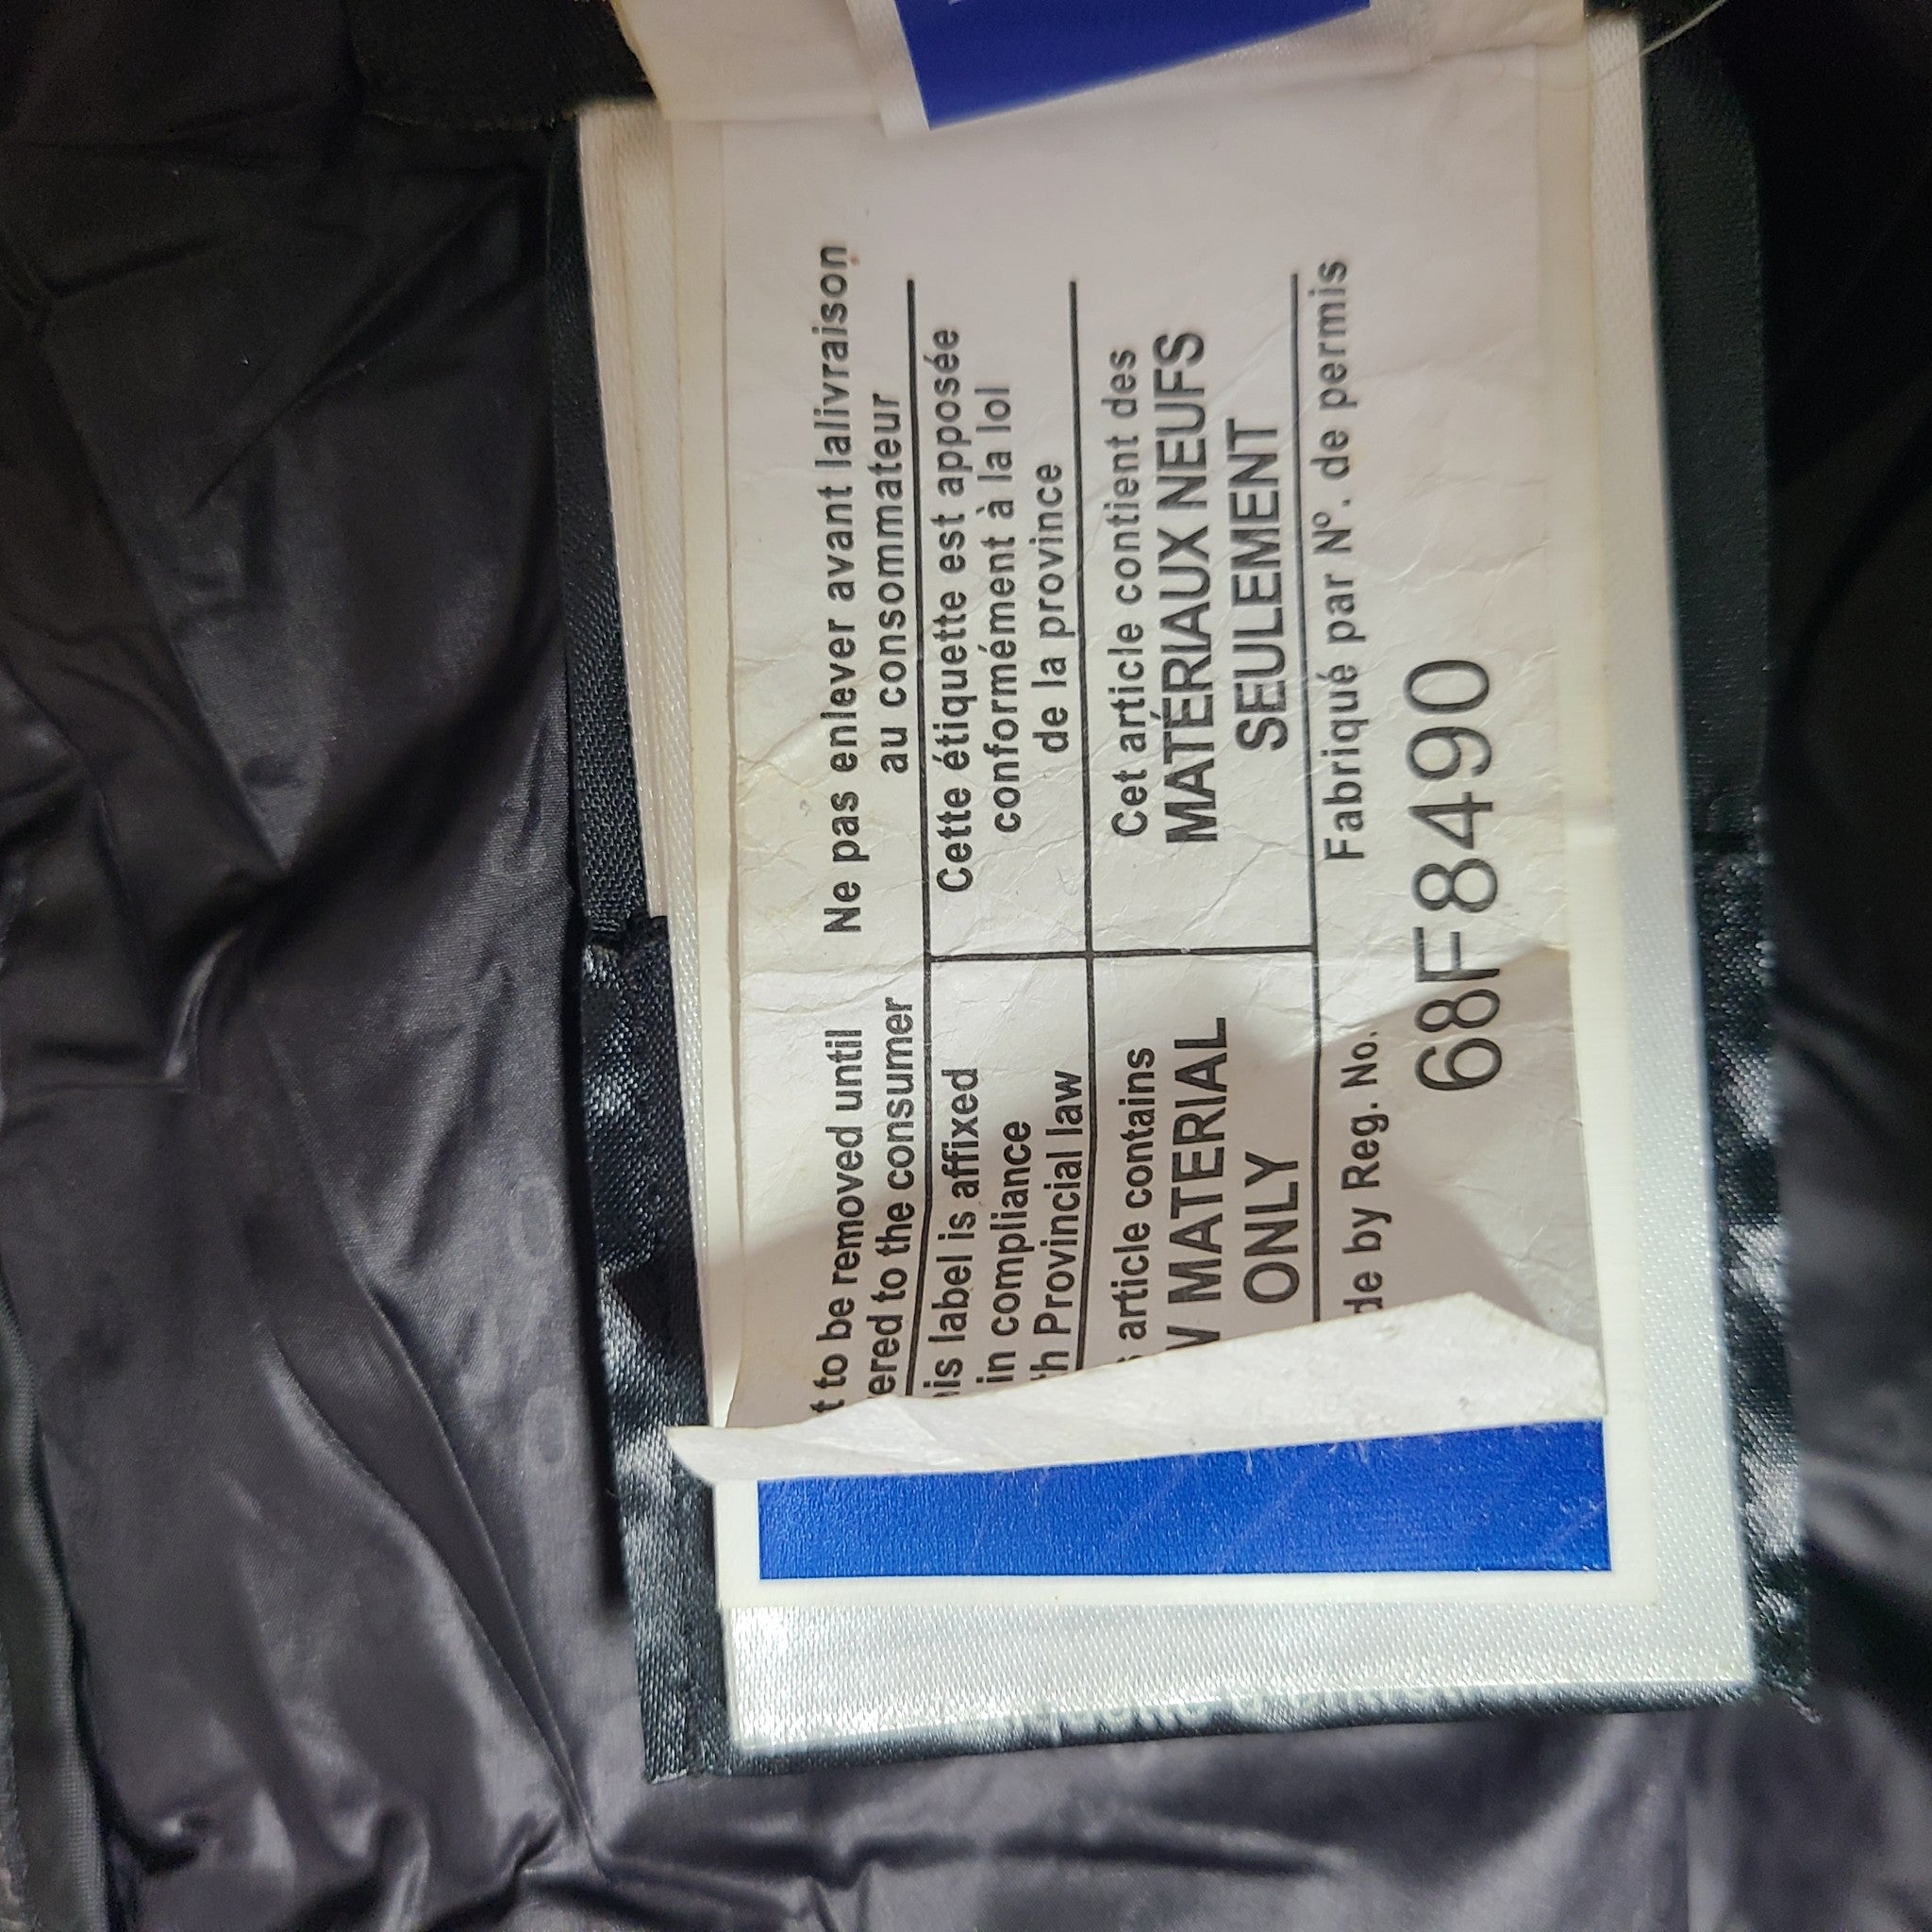 t to be removed until
ered to the consumer
Ne pas enlever avant lalivraison
au consommateur
is label is affixed
in compliance
h Provincial law
Cette étiquette est apposée
conformément à la lol
de la province
article contains
MATERIAL
ONLY
Cet article contient des
MATÉRIAUX NEUFS
SEULEMENT
de by Reg. No.
Fabriqué par Nº. de permis
68F8490